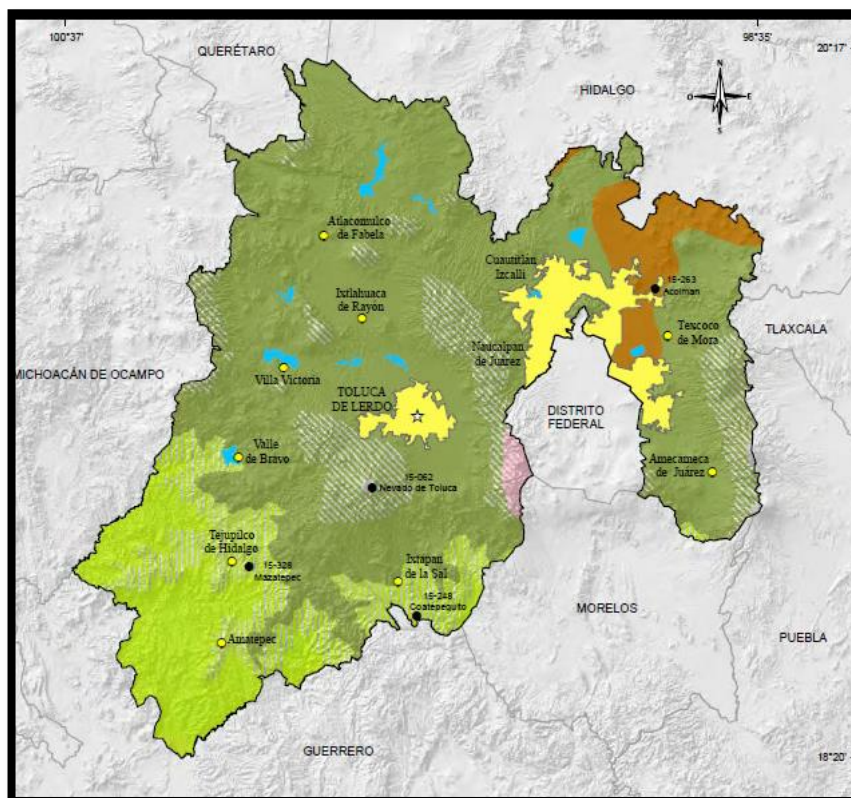 100°37'
98°35'
20°17'
QUERÉTARO
HIDALGO
N
O
E
S
Atlacomulco
de Fabela
Cuautitlán
Izcalli
15-263
Acolman
Ixtlahuaca
de Rayón
Texcoco
de Mora
TLAXCALA
Naucalpan
de Juárez
MICHOACÁN DE OCAMPO
Villa Victoria
TOLUCA
DE LERDO
DISTRITO
FEDERAL
Valle
de Bravo
15-062
Nevado de Toluca
Amecameca
de Juárez
Tejupilco
de Hidalgo
15-328
Mazatepec
Ixtapan
de la Sal
15-248
Coatepequito
MORELOS
Amatepec
PUEBLA
GUERRERO
18°20'